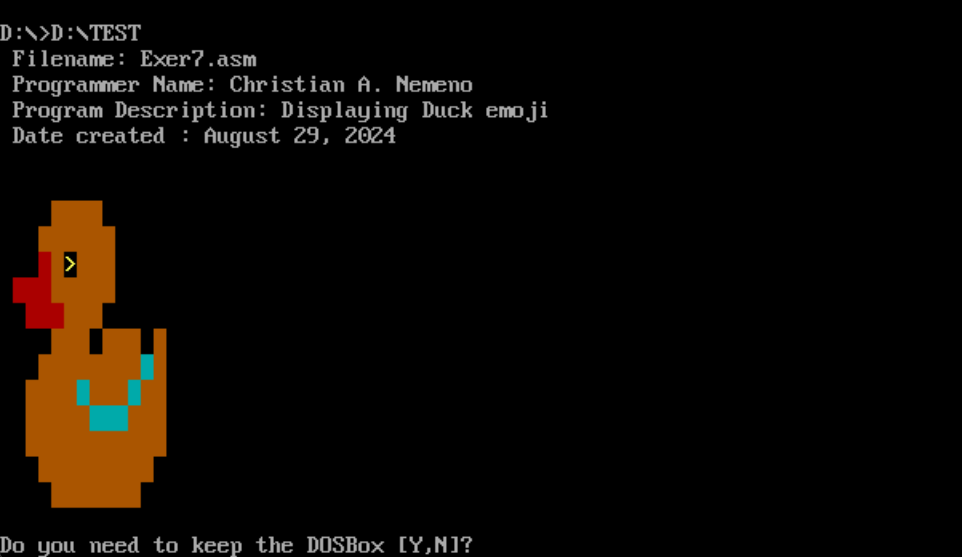 D:\>D:\TEST
Filename: Exer7.asm
Programmer Name: Christian A. Nemeno
Program Description: Displaying Duck emoji
Date created : August 29, 2024
>
Do you need to keep the DOSBox [Y,N]?